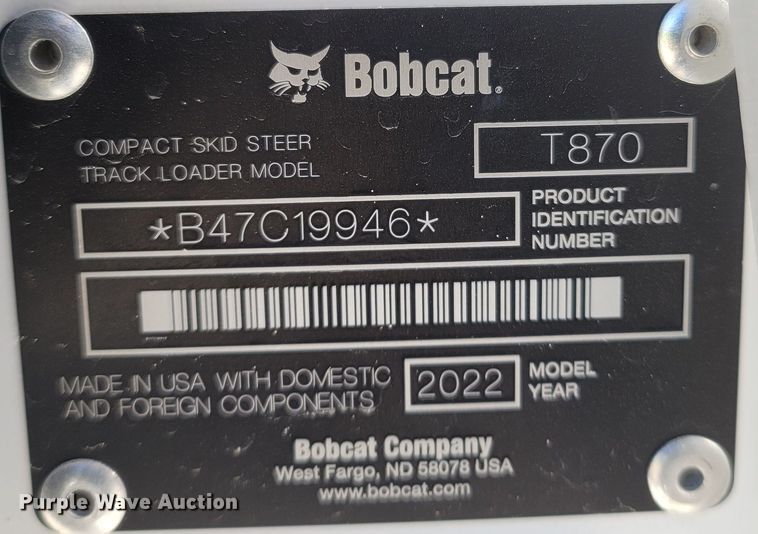 Bobcat®
COMPACT SKID STEER
TRACK LOADER MODEL
T870
*B47C19946*
PRODUCT
IDENTIFICATION
NUMBER
MADE IN USA WITH DOMESTIC
AND FOREIGN COMPONENTS
2022
MODEL
YEAR
Bobcat Company
West Fargo, ND 58078 USA
www.bobcat.com
Purple Wave Auction